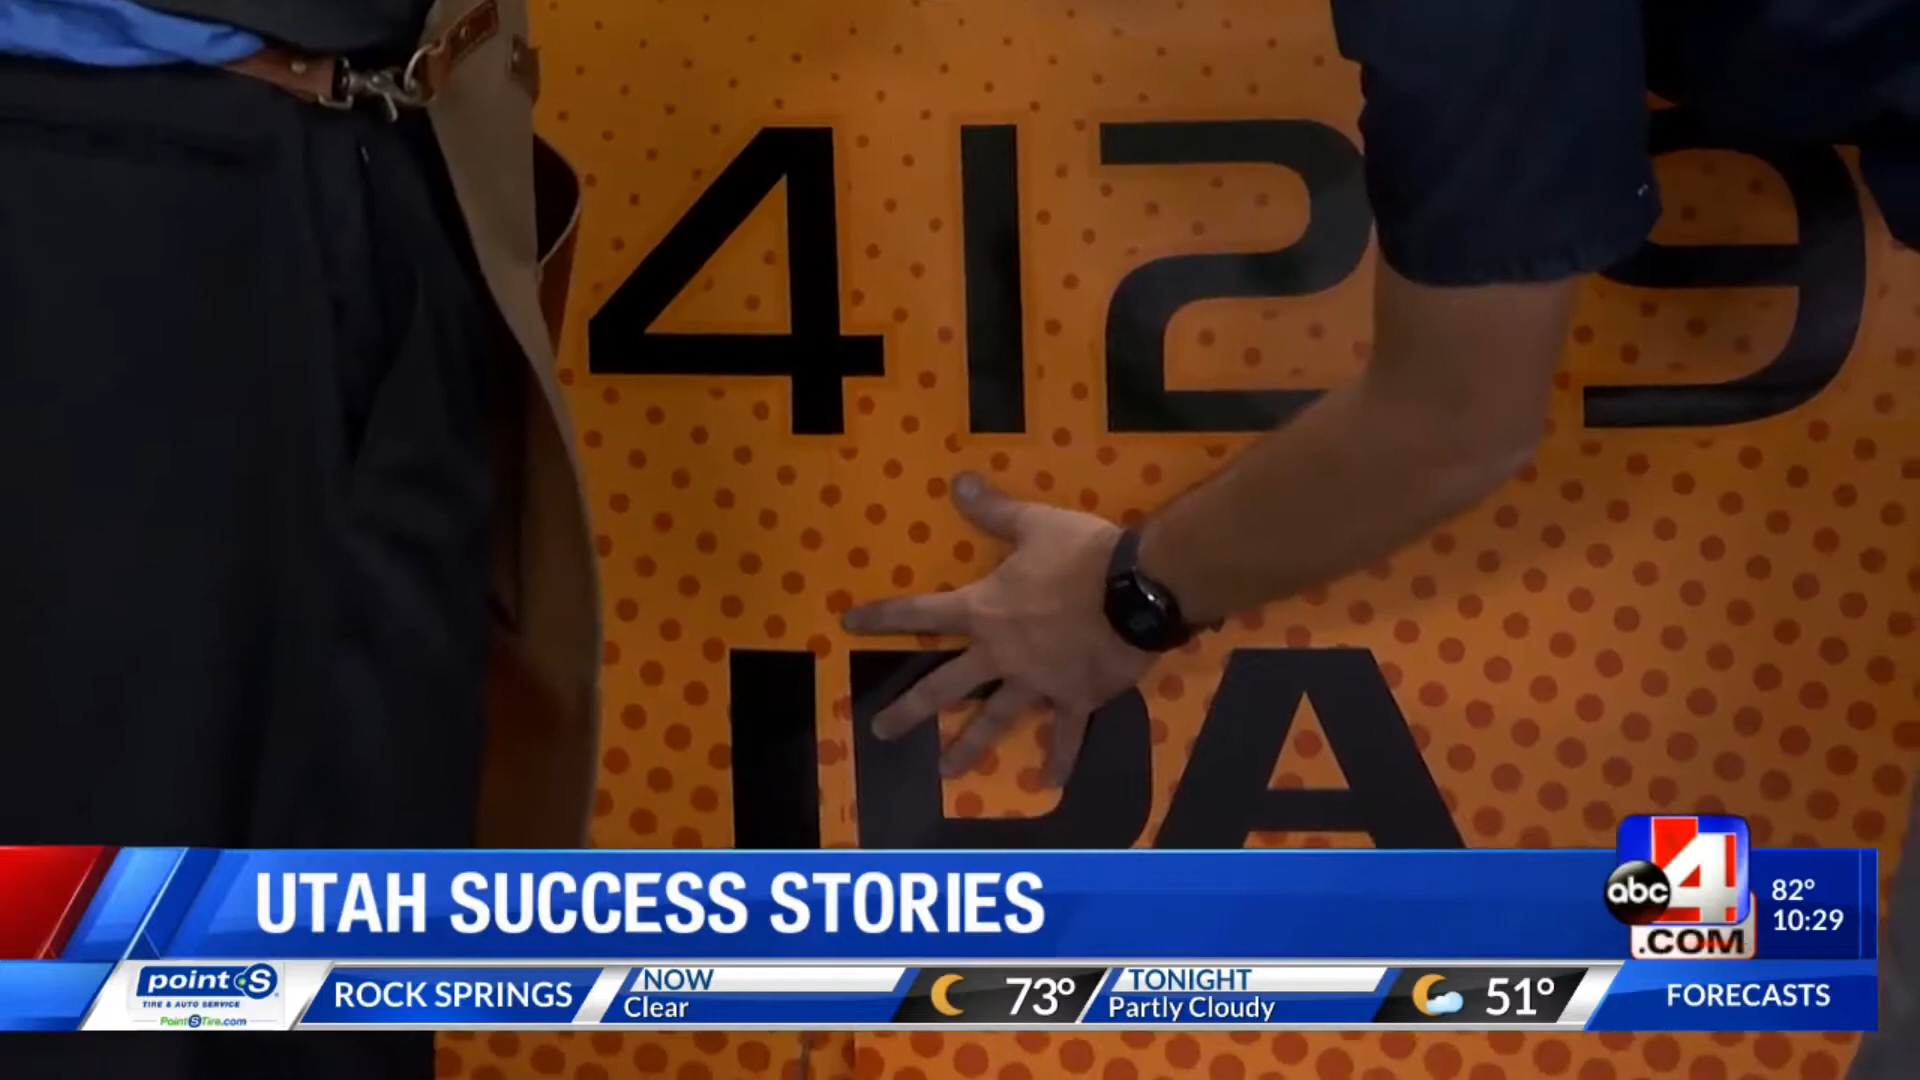 4129
IDA
UTAH SUCCESS STORIES
abc 4
.COM
82°
10:29
point S
TIRE & AUTO SERVICE
PointSTire.com
ROCK SPRINGS
NOW
Clear
73°
TONIGHT
Partly Cloudy
51°
FORECASTS